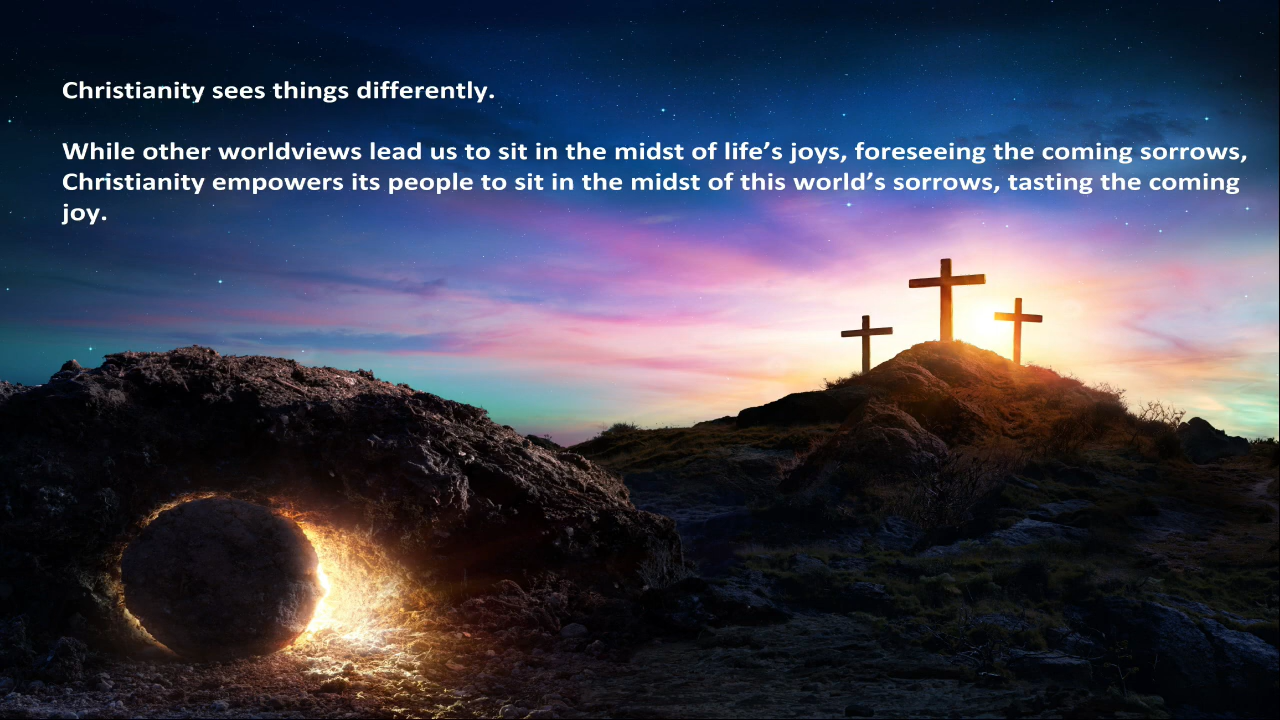 Christianity sees things differently.
While other worldviews lead us to sit in the midst of life’s joys, foreseeing the coming sorrows,
Christianity empowers its people to sit in the midst of this world’s sorrows, tasting the coming
joy.